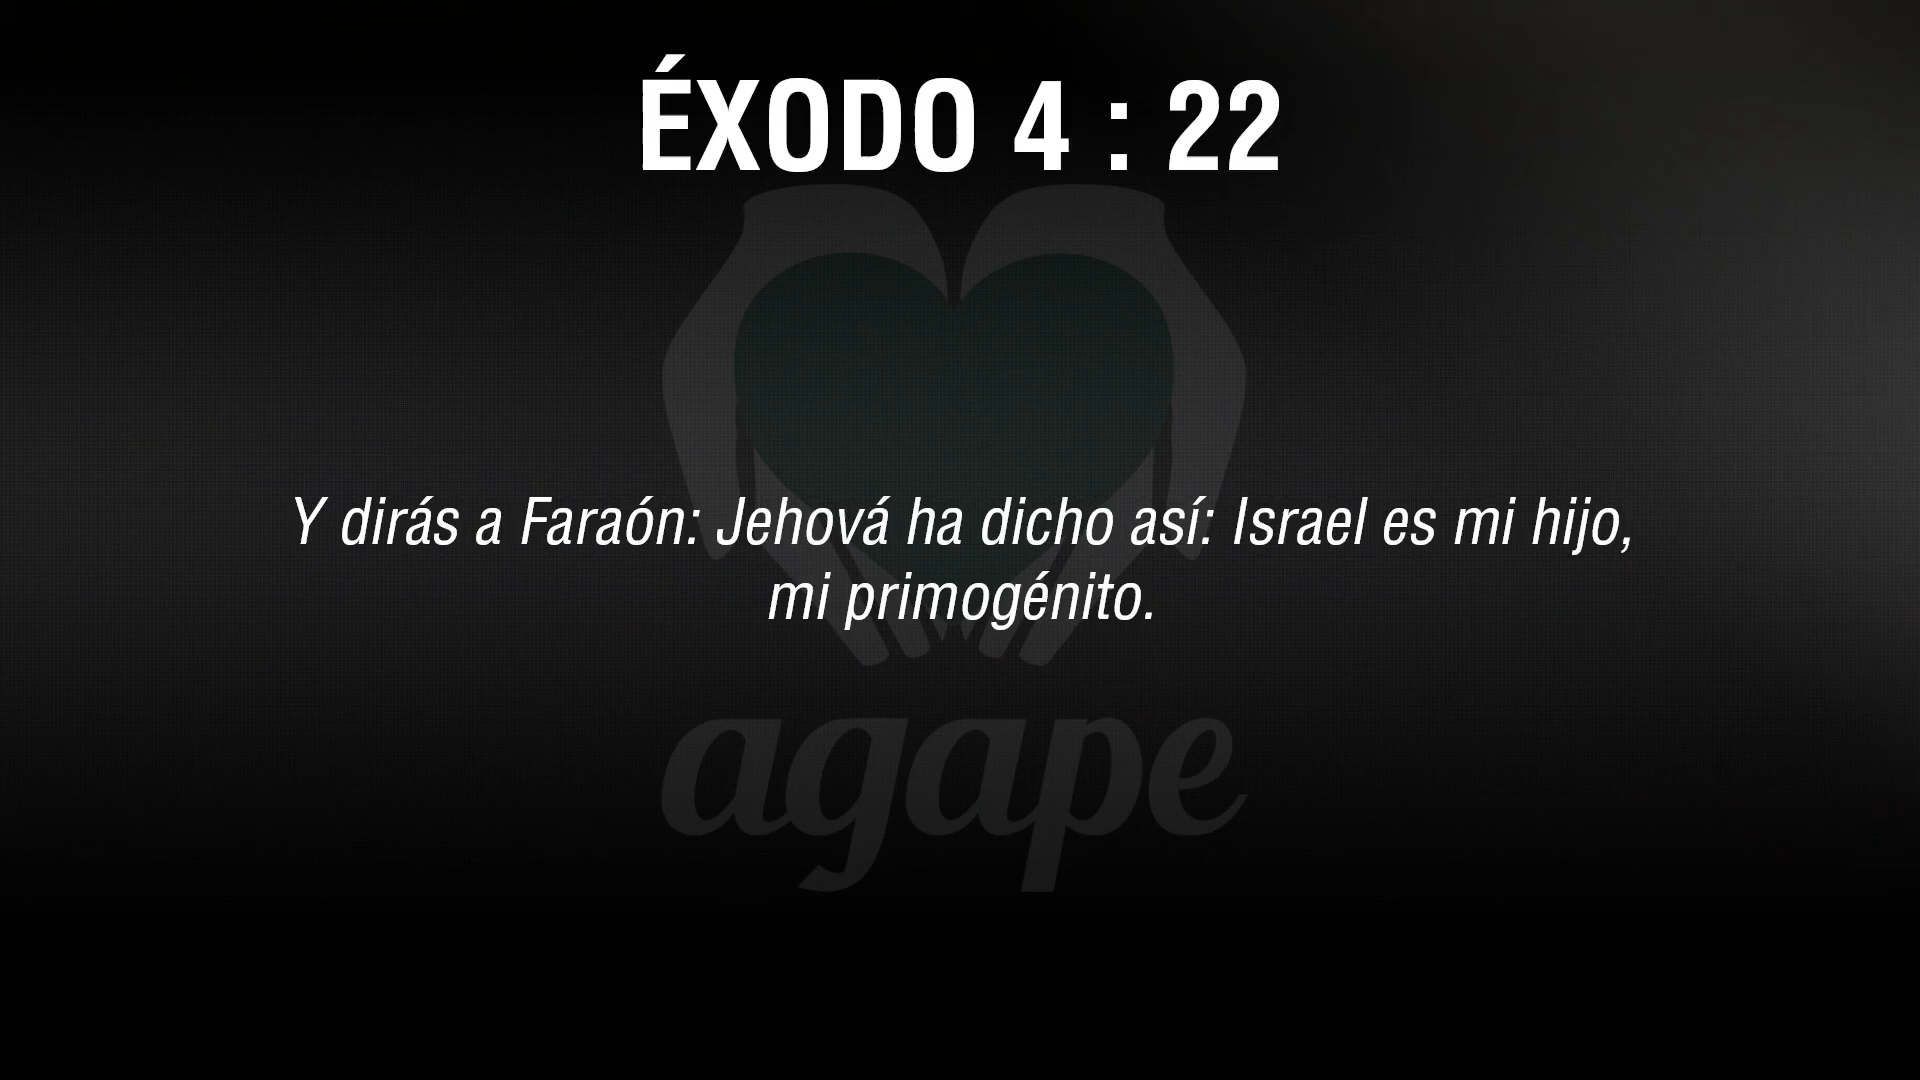 ÉXODO 4 : 22
Y dirás a Faraón: Jehová ha dicho así: Israel es mi hijo,
mi primogénito.
agape